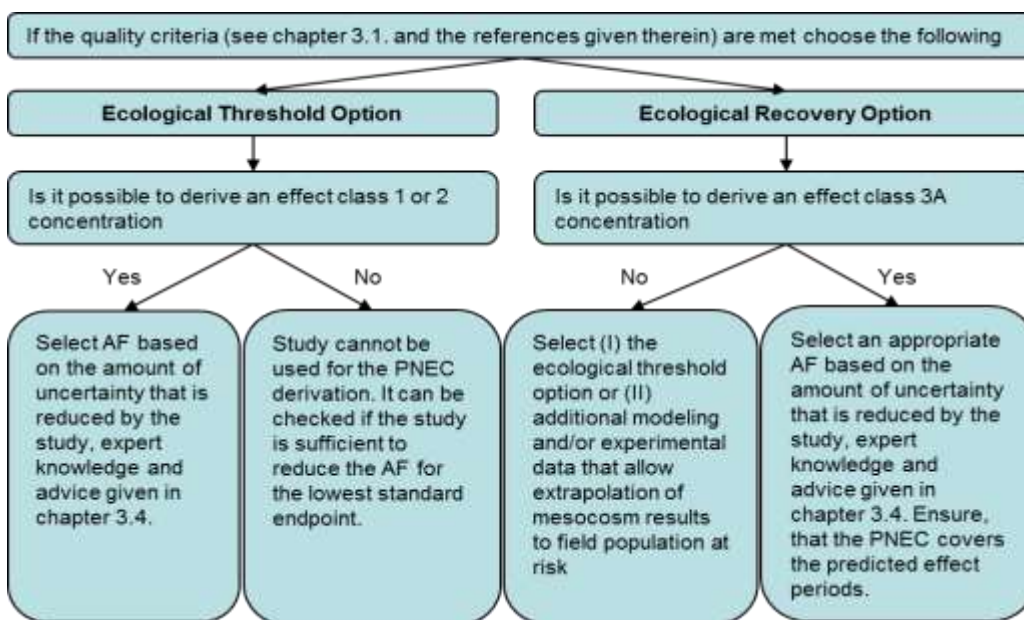 If the quality criteria (see chapter 3.1. and the references given therein) are met choose the following
Ecological Threshold Option
Ecological Recovery Option
Is it possible to derive an effect class 1 or 2
concentration
Is it possible to derive an effect class 3A
concentration
Yes
No
No
Yes
Select AF based
on the amount of
uncertainty that is
reduced by the
study, expert
knowledge and
advice given in
chapter 3.4.
Study cannot be
used for the PNEC
derivation. It can be
checked if the study
is sufficient to
reduce the AF for
the lowest standard
endpoint.
Select (I) the
ecological threshold
option or (II)
additional modeling
and/or experimental
data that allow
extrapolation of
mesocosm results
to field population at
risk
Select an appropriate
AF based on the
amount of uncertainty
that is reduced by the
study, expert
knowledge and
advice given in
chapter 3.4. Ensure,
that the PNEC covers
the predicted effect
periods.